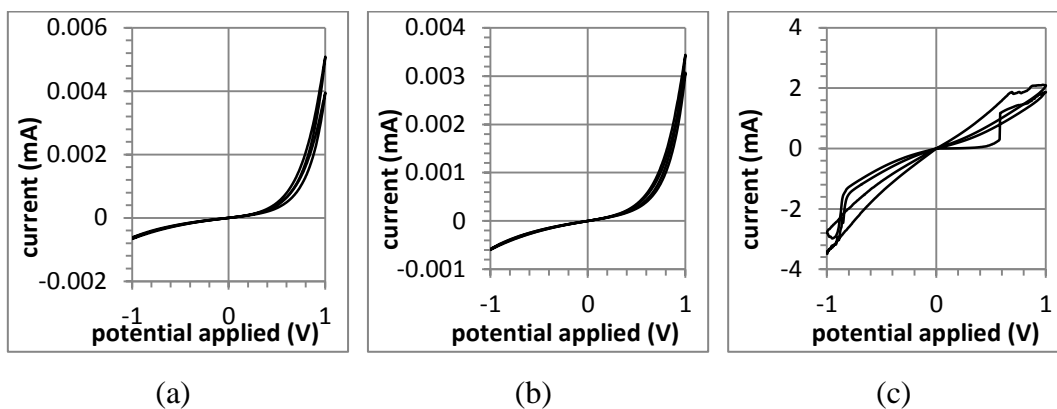 current (mA)
0.006
0.004
0.002
0
-0.002
-1 0 1
potential applied (V)
(a)
current (mA)
0.004
0.003
0.002
0.001
0
-0.001
-1 0 1
potential applied (V)
(b)
current (mA)
4
2
0
-2
-4
-1 0 1
potential applied (V)
(c)